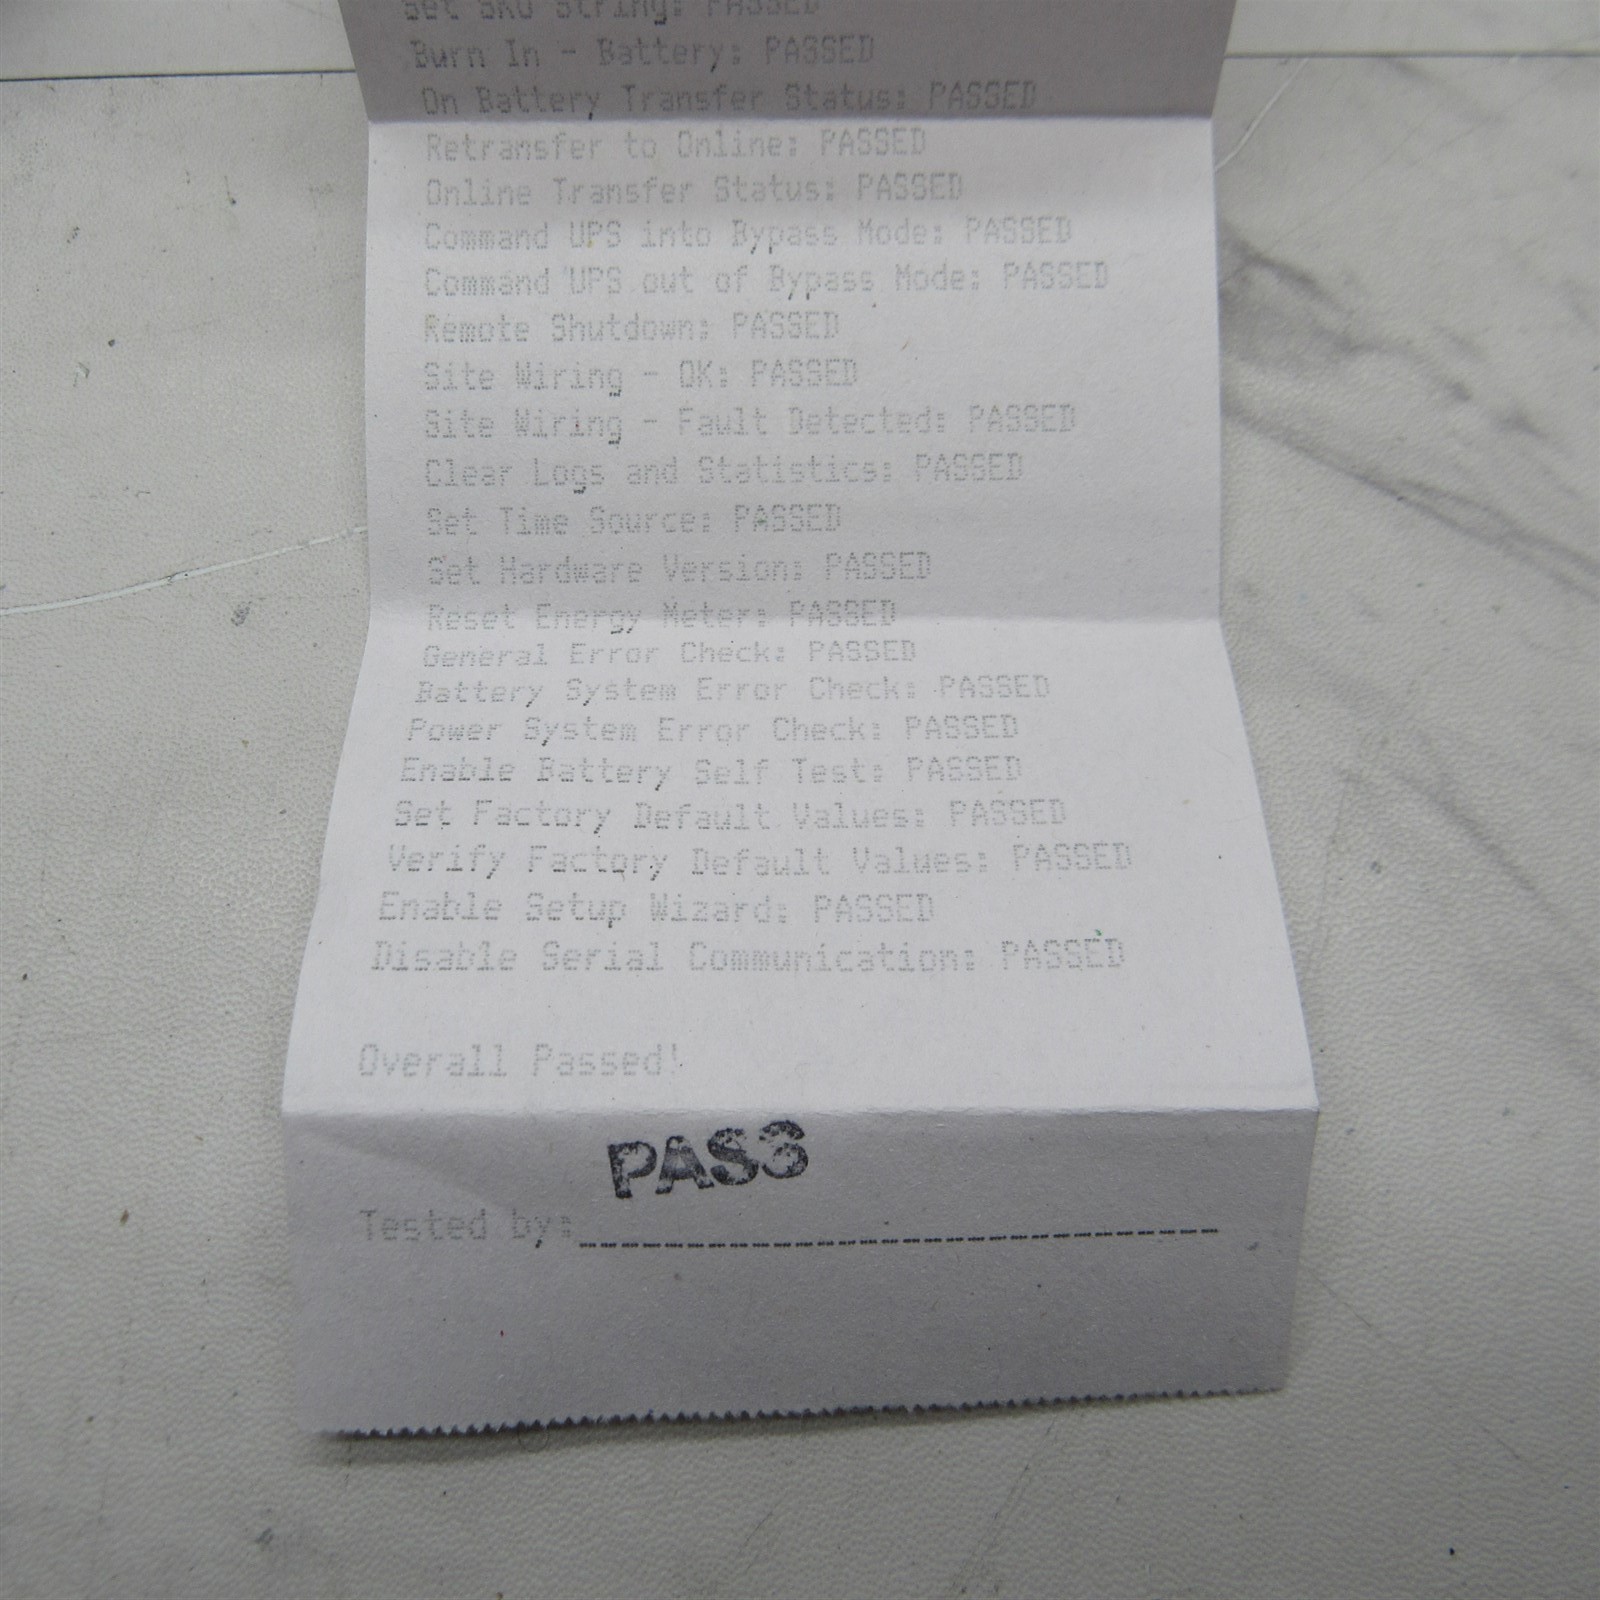 Set SKU String: PASSED
Burn In - Battery: PASSED
On Battery Transfer Status: PASSED
Retransfer to Online: PASSED
Online Transfer Status: PASSED
Command UPS into Bypass Mode: PASSED
Command UPS out of Bypass Mode: PASSED
Remote Shutdown: PASSED
Site Wiring - OK: PASSED
Site Wiring - Fault Detected: PASSED
Clear Logs and Statistics: PASSED
Set Time Source: PASSED
Set Hardware Version: PASSED
Reset Energy Meter: PASSED
General Error Check: PASSED
Battery System Error Check: PASSED
Power System Error Check: PASSED
Enable Battery Self Test: PASSED
Set Factory Default Values: PASSED
Verify Factory Default Values: PASSED
Enable Setup Wizard: PASSED
Disable Serial Communication: PASSED
Overall Passed!
PASS
Tested by: